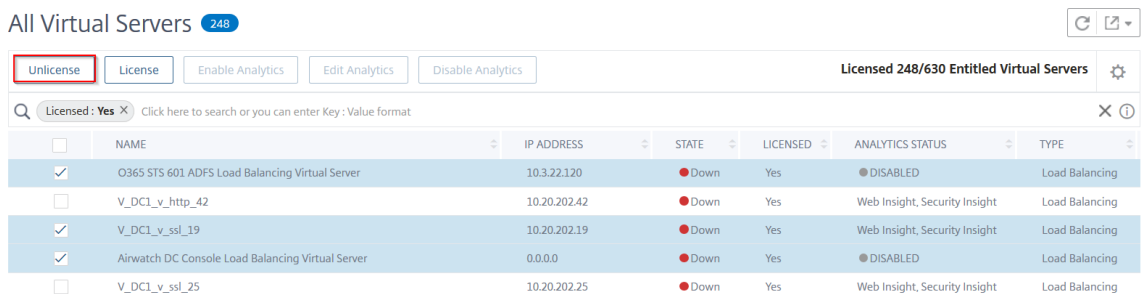 All Virtual Servers 248
Unlicense License Enable Analytics Edit Analytics Disable Analytics Licensed 248/630 Entitled Virtual Servers
Licensed : Yes × Click here to search or you can enter Key : Value format
NAME IP ADDRESS STATE LICENSED ANALYTICS STATUS TYPE
O365 STS 601 ADFS Load Balancing Virtual Server 10.3.22.120 Down Yes DISABLED Load Balancing
V_DC1_v_http_42 10.20.202.42 Down Yes Web Insight, Security Insight Load Balancing
V_DC1_v_ssl_19 10.20.202.19 Down Yes Web Insight, Security Insight Load Balancing
Airwatch DC Console Load Balancing Virtual Server 0.0.0.0 Down Yes DISABLED Load Balancing
V_DC1_v_ssl_25 10.20.202.25 Down Yes Web Insight, Security Insight Load Balancing